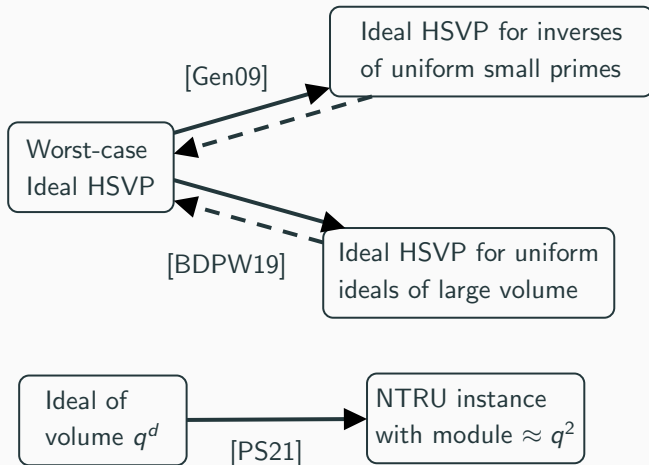 Ideal HSVP for inverses
of uniform small primes
[Gen09]
Worst-case
Ideal HSVP
[BDPW19]
Ideal HSVP for uniform
ideals of large volume
Ideal of
volume q^d
[PS21]
NTRU instance
with module ≈ q²